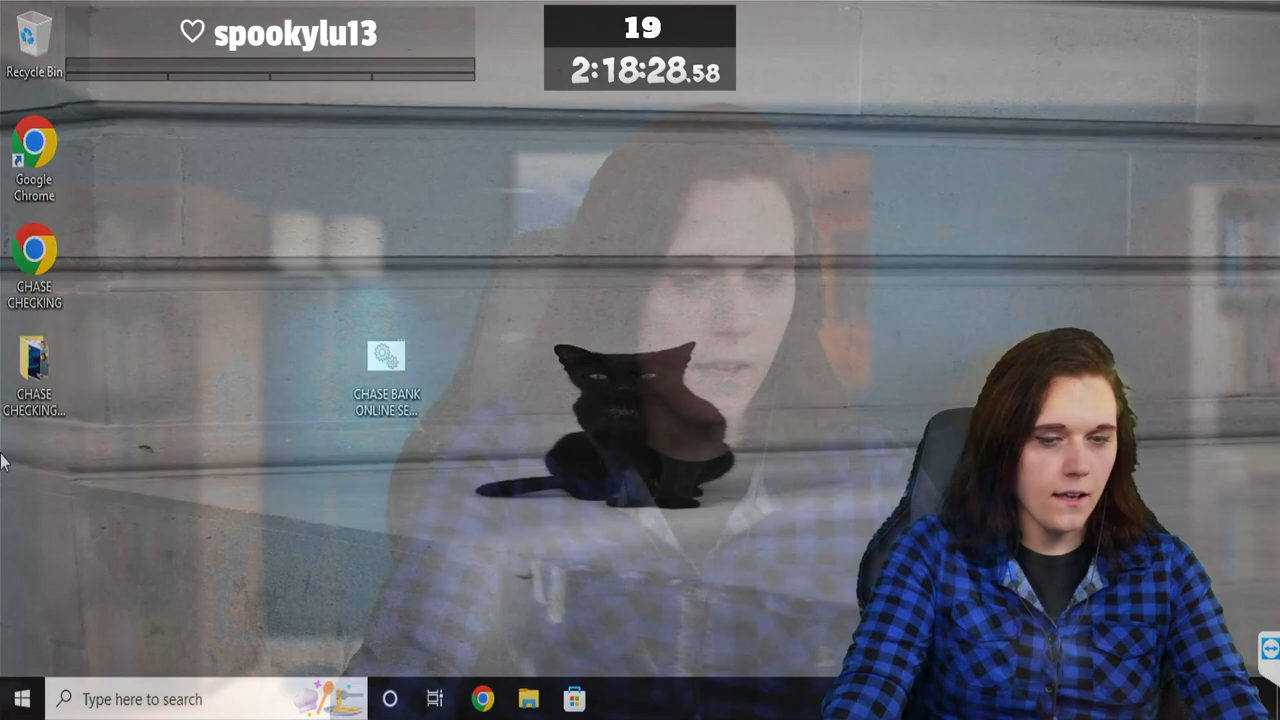 ♡ spookylu13
19
2:18:28.58
Recycle Bin
Google
Chrome
CHASE
CHECKING
CHASE
CHECKING...
CHASE BANK
ONLINE SE...
Type here to search